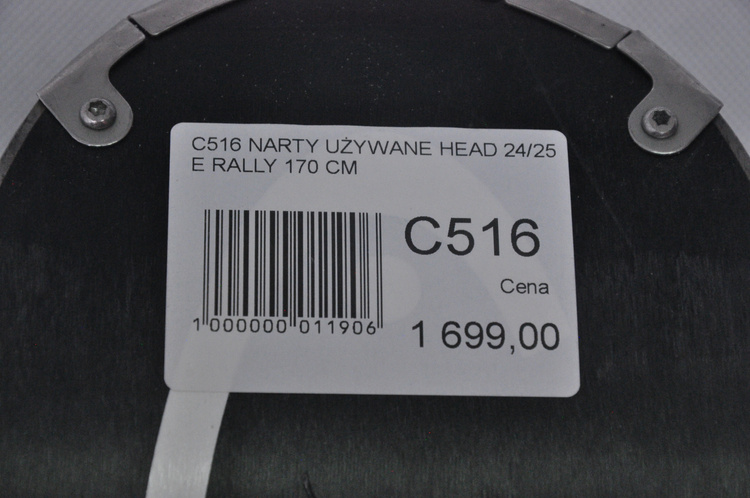 C516 NARTY UŻYWANE HEAD 24/25
E RALLY 170 CM
C516
Cena
1 000000 011906
1 699,00